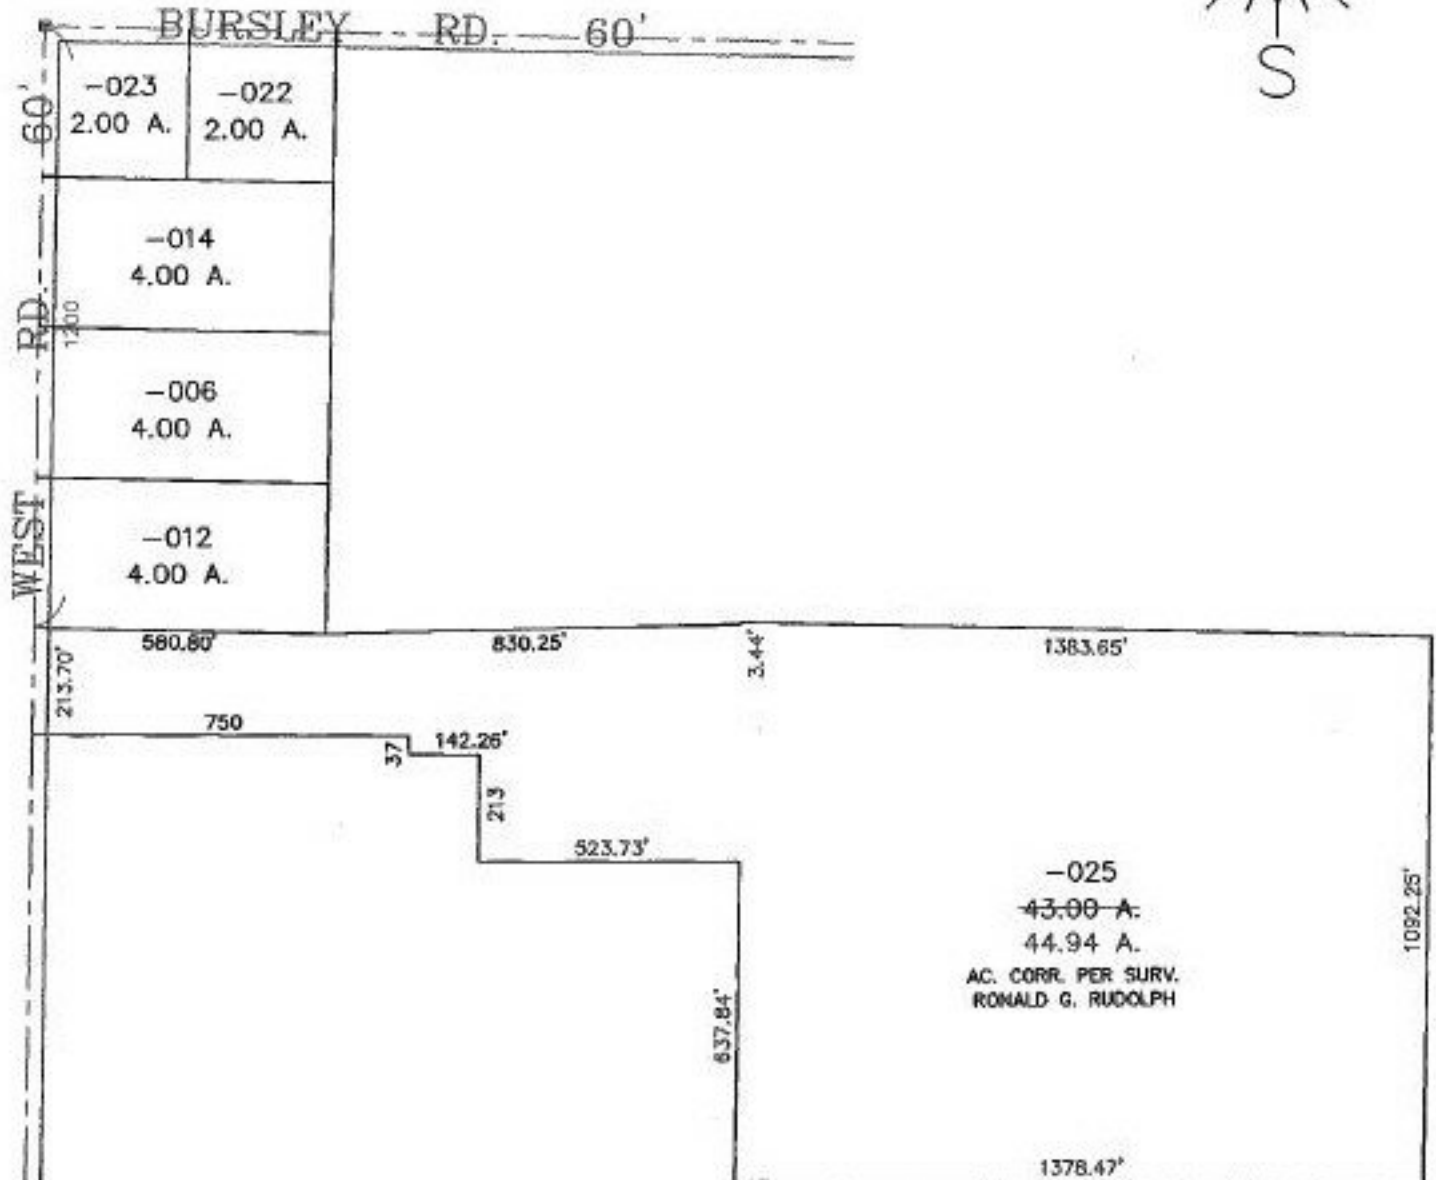 BURSLEY RD. 60'
S
60'
-023
2.00 A.
-022
2.00 A.
-014
4.00 A.
RD.
1200
-006
4.00 A.
WEST
-012
4.00 A.
580.80'
830.25'
3.44'
1383.65'
213.70'
750
37
142.26'
213
523.73'
-025
43.00 A.
44.94 A.
AC. CORR. PER SURV.
RONALD G. RUDOLPH
1092.25'
637.84'
1378.47'